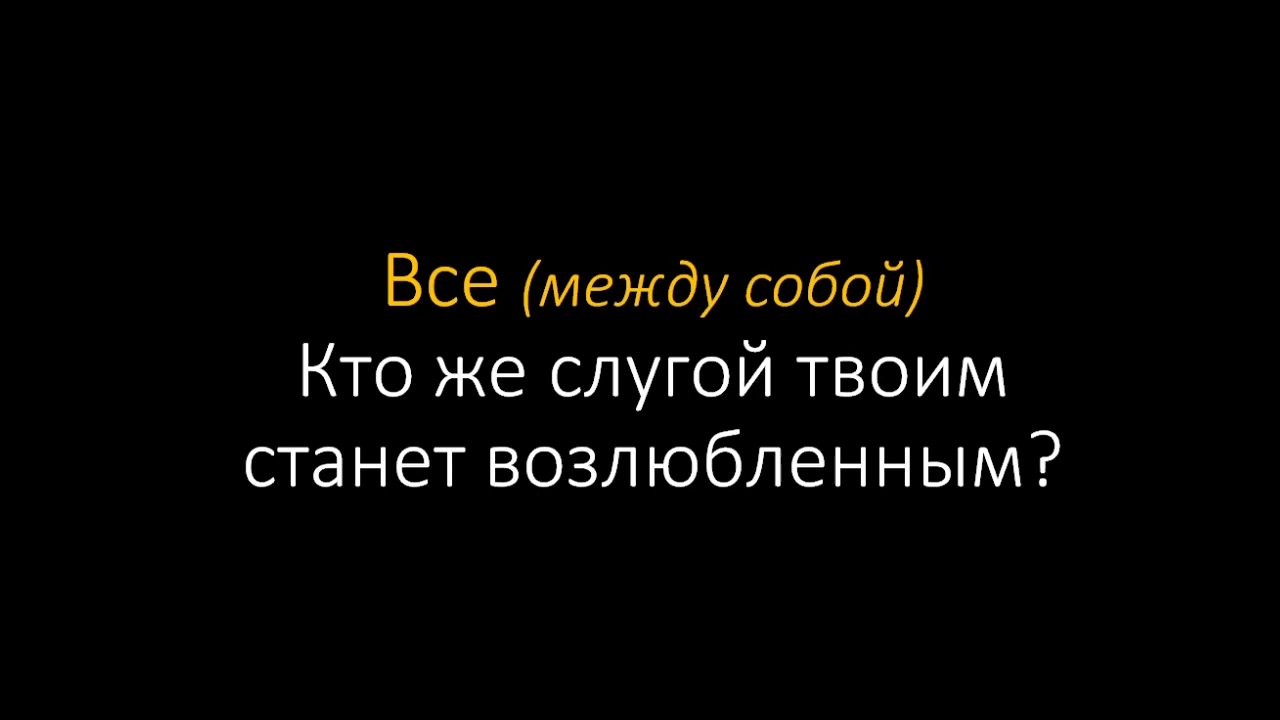 Все (между собой)
Кто же слугой твоим
станет возлюбленным?